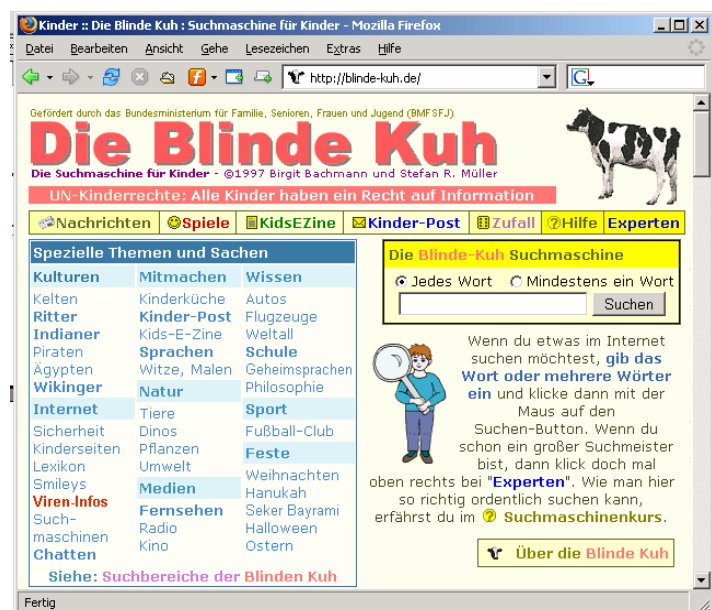 Kinder :: Die Blinde Kuh : Suchmaschine für Kinder - Mozilla Firefox
Datei Bearbeiten Ansicht Gehe Lesezeichen Extras Hilfe
http://blinde-kuh.de/
Gefördert durch das Bundesministerium für Familie, Senioren, Frauen und Jugend (BMFSFJ)
Die Blinde Kuh
Die Suchmaschine für Kinder - ©1997 Birgit Bachmann und Stefan R. Müller
UN-Kinderrechte: Alle Kinder haben ein Recht auf Information
Nachrichten Spiele KidsEZine Kinder-Post Zufall Hilfe Experten
Spezielle Themen und Sachen
Kulturen
Kelten
Ritter
Indianer
Piraten
Ägypten
Wikinger
Internet
Sicherheit
Kinderseiten
Lexikon
Smileys
Viren-Infos
Such-
maschinen
Chatten
Mitmachen
Kinderküche
Kinder-Post
Kids-E-Zine
Sprachen
Witze, Malen
Natur
Tiere
Dinos
Pflanzen
Umwelt
Medien
Fernsehen
Radio
Kino
Wissen
Autos
Flugzeuge
Weltall
Schule
Geheimsprachen
Philosophie
Sport
Fußball-Club
Feste
Weihnachten
Hanukah
Seker Bayrami
Halloween
Ostern
Siehe: Suchbereiche der Blinden Kuh
Die Blinde-Kuh Suchmaschine
Jedes Wort Mindestens ein Wort
Suchen
Wenn du etwas im Internet
suchen möchtest, gib das
Wort oder mehrere Wörter
ein und klicke dann mit der
Maus auf den
Suchen-Button. Wenn du
schon ein großer Suchmeister
bist, dann klick doch mal
oben rechts bei "Experten". Wie man hier
so richtig ordentlich suchen kann,
erfährst du im Suchmaschinenkurs.
Über die Blinde Kuh
Fertig